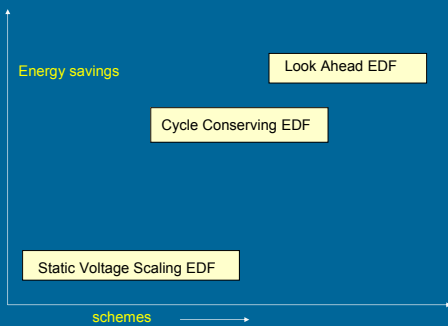 Look Ahead EDF
Energy savings
Cycle Conserving EDF
Static Voltage Scaling EDF
schemes